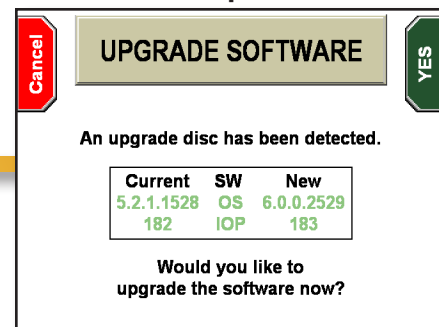 Cancel
UPGRADE SOFTWARE
YES
An upgrade disc has been detected.
Current SW New
5.2.1.1528 OS 6.0.0.2529
182 IOP 183
Would you like to
upgrade the software now?